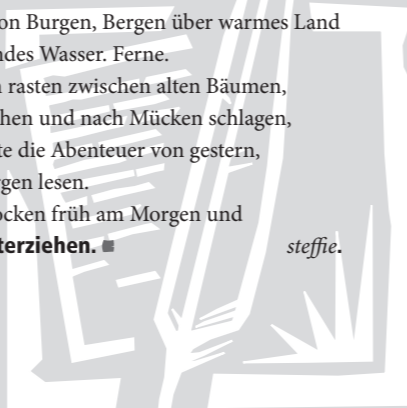 on Burgen, Bergen über warmes Land
ndes Wasser. Ferne.
rasten zwischen alten Bäumen,
hen und nach Mücken schlagen,
te die Abenteuer von gestern,
gen lesen.
ocken früh am Morgen und
terziehen. steffie.